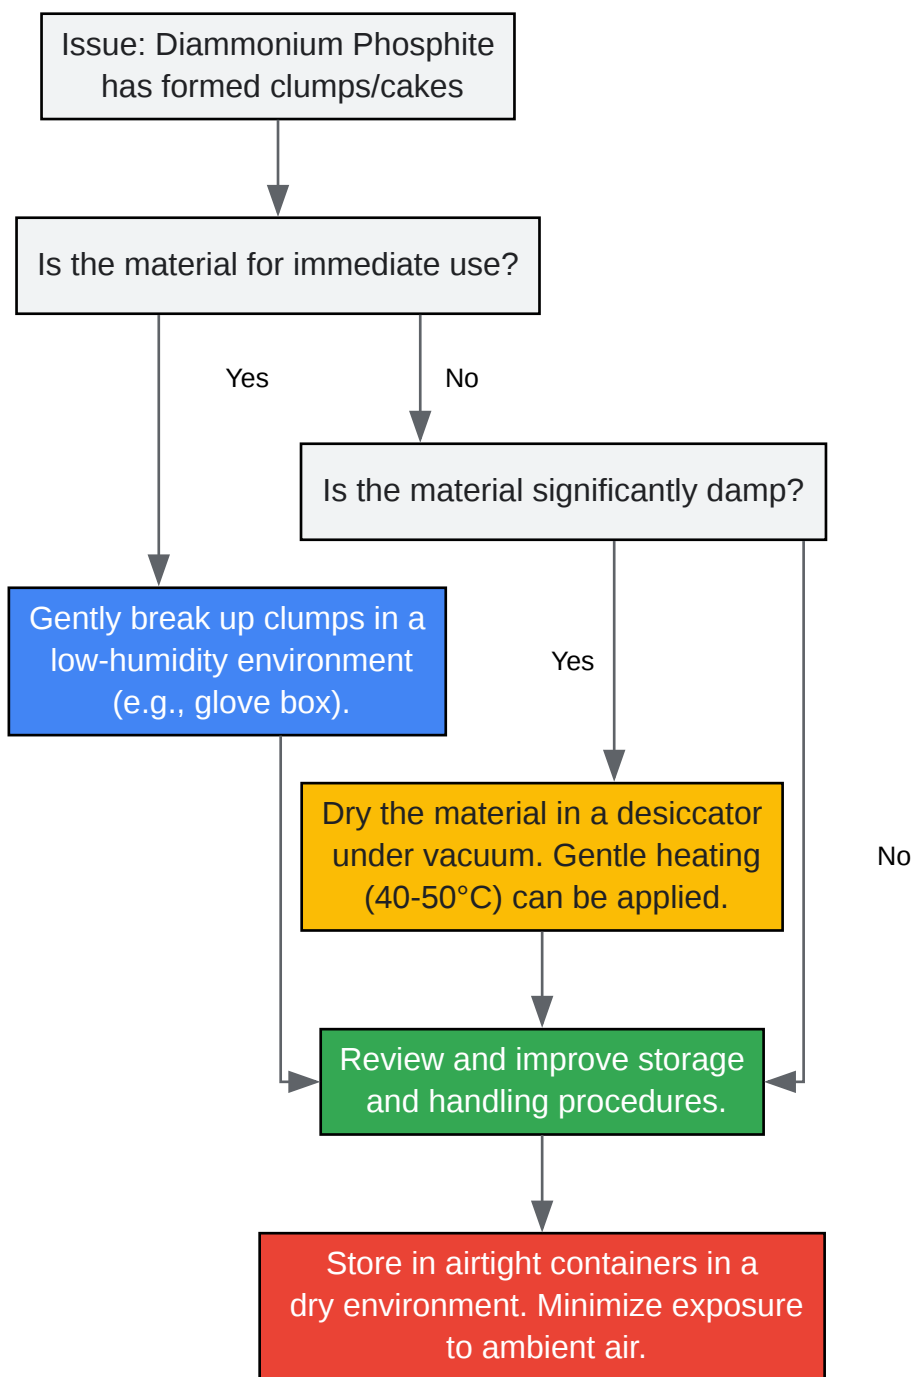 Issue: Diammonium Phosphite
has formed clumps/cakes
Is the material for immediate use?
Yes
No
Is the material significantly damp?
Gently break up clumps in a
low-humidity environment
(e.g., glove box).
Yes
Dry the material in a desiccator
under vacuum. Gentle heating
(40-50°C) can be applied.
No
Review and improve storage
and handling procedures.
Store in airtight containers in a
dry environment. Minimize exposure
to ambient air.